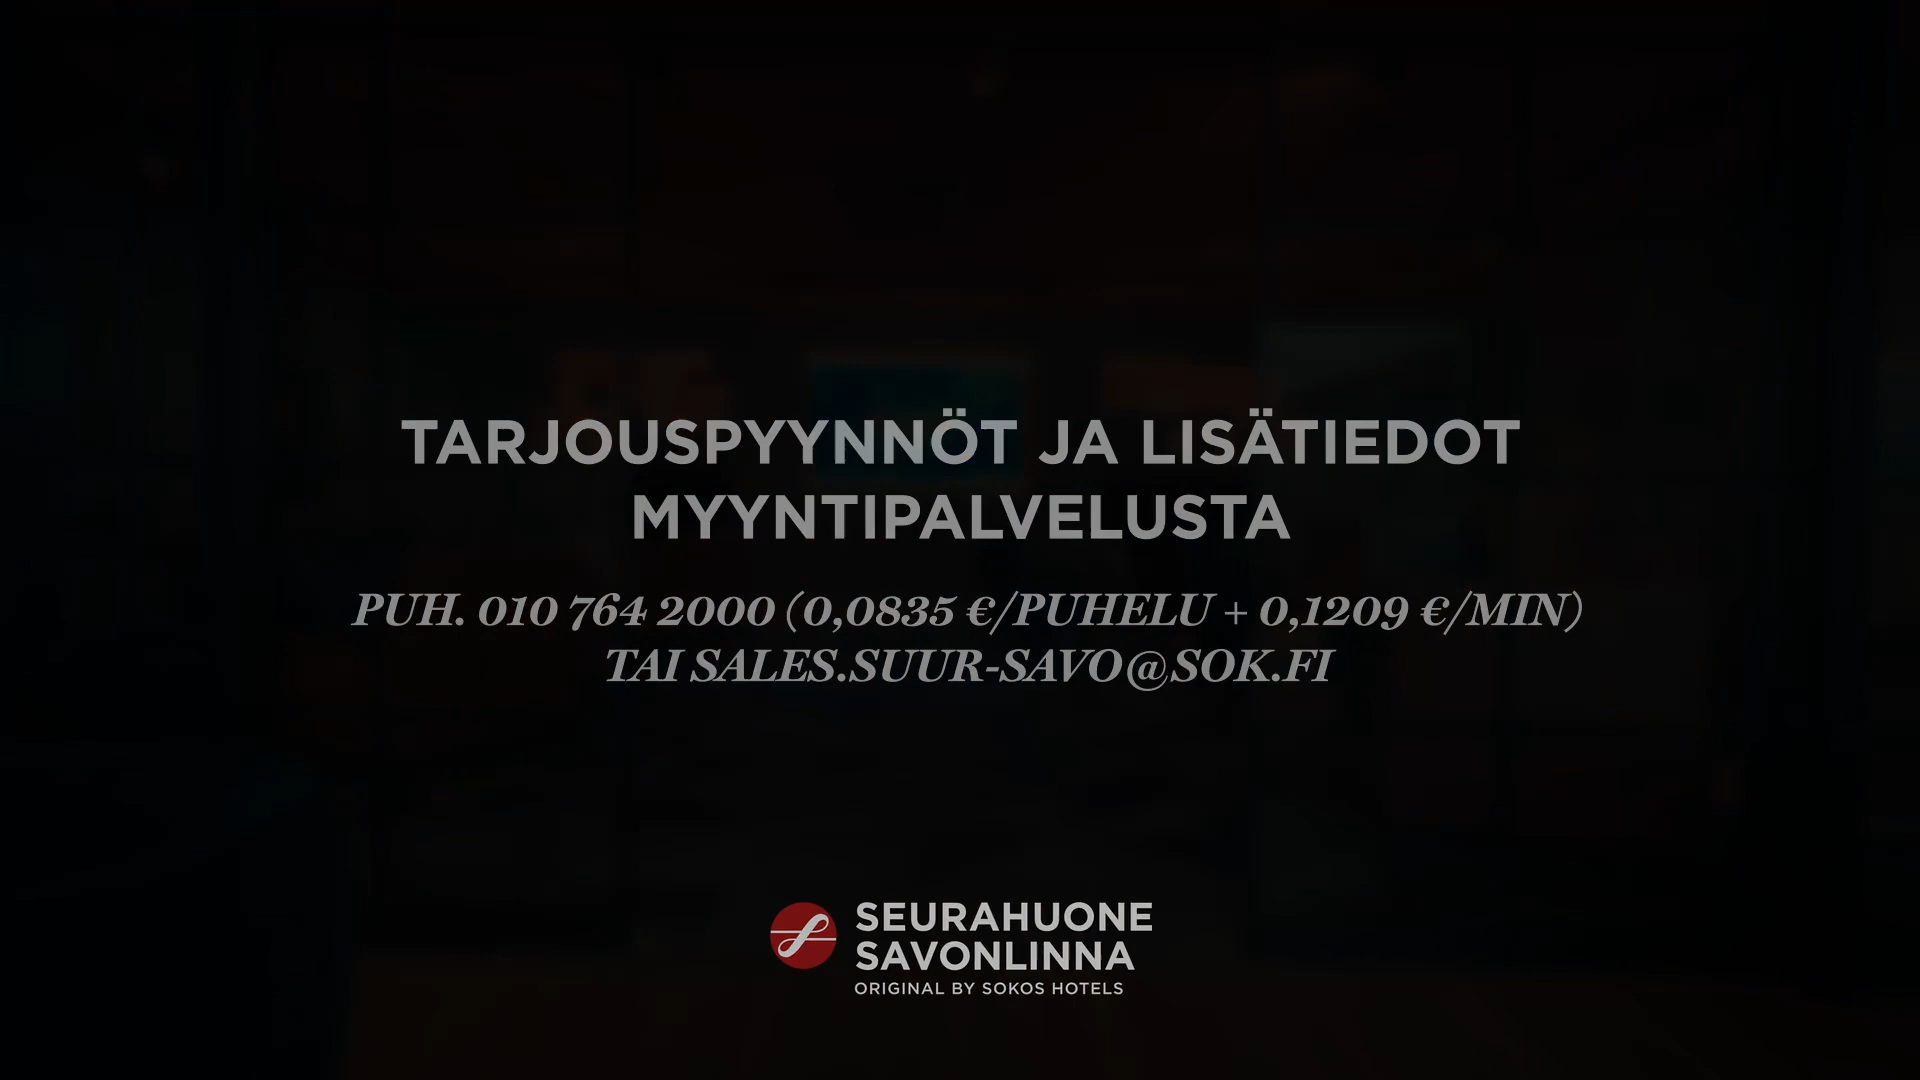 TARJOUSPYYNNÖT JA LISÄTIEDOT
MYYNTIPALVELUSTA
PUH. 010 764 2000 (0,0835 €/PUHELU + 0,1209 €/MIN)
TAI SALES.SUUR-SAVO@SOK.FI
SEURAHUONE
SAVONLINNA
ORIGINAL BY SOKOS HOTELS